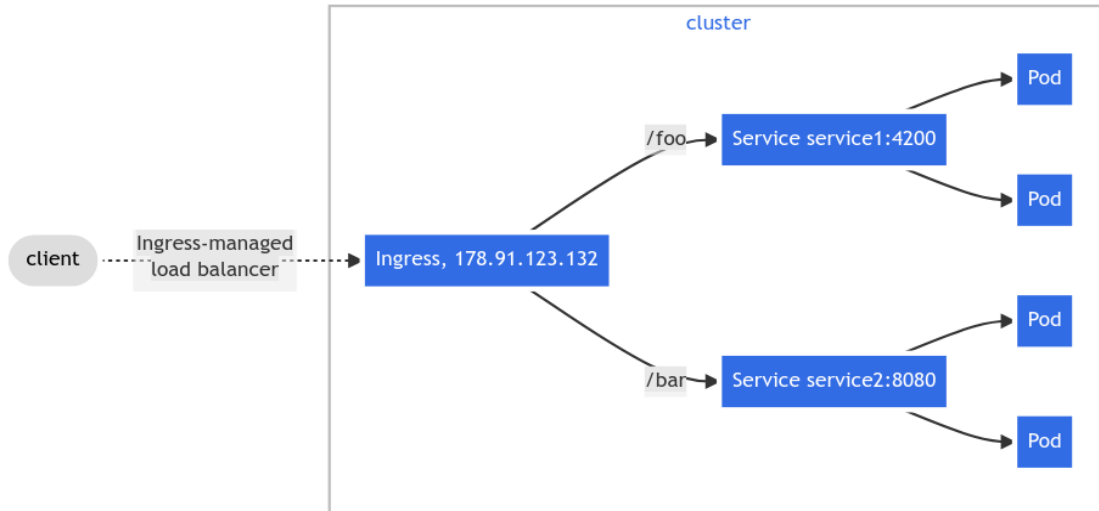 cluster
client
Ingress-managed
load balancer
Ingress, 178.91.123.132
/foo
Service service1:4200
Pod
Pod
/bar
Service service2:8080
Pod
Pod